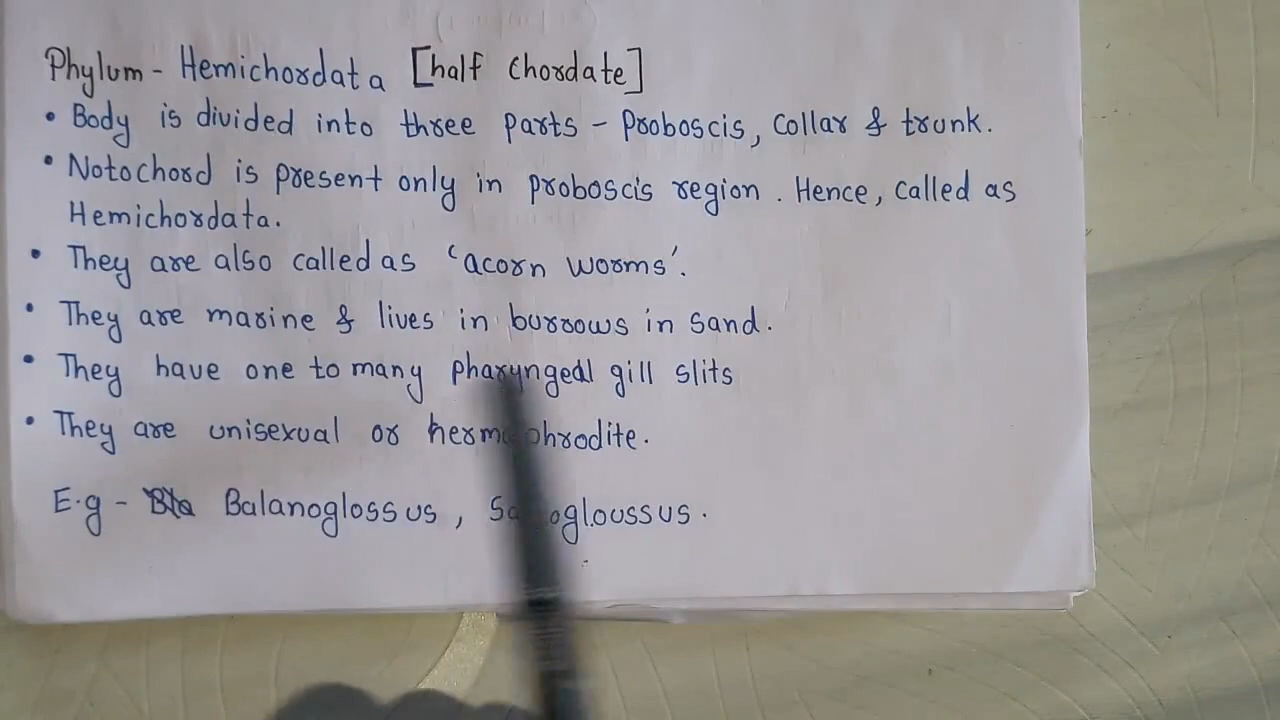 Phylum - Hemichordata [half Chordate]
• Body is divided into three parts - Proboscis, Collar & trunk.
• Notochord is present only in proboscis region. Hence, called as
Hemichordata.
• They are also called as 'acorn worms'.
• They are marine & lives in burrows in sand.
• They have one to many pharyngeal gill slits
• They are unisexual or hermaphrodite.
E.g - Balanoglossus,